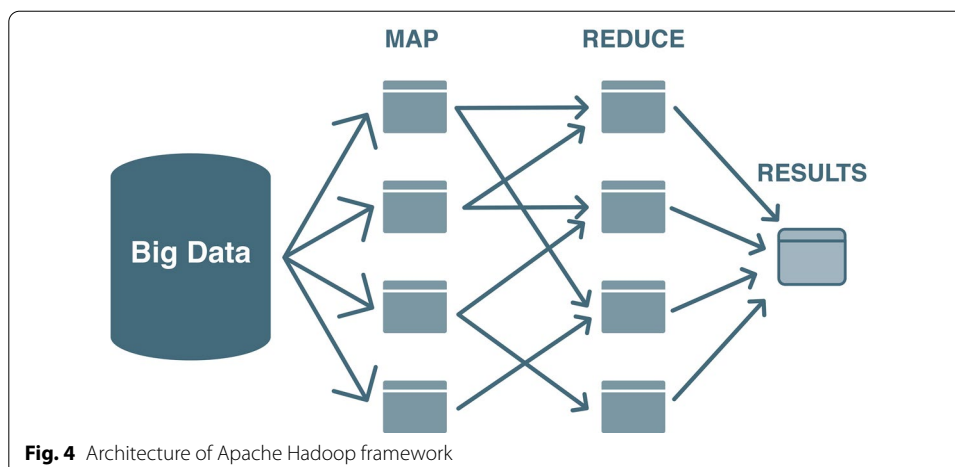 MAP
REDUCE
RESULTS
Big Data
Fig. 4 Architecture of Apache Hadoop framework